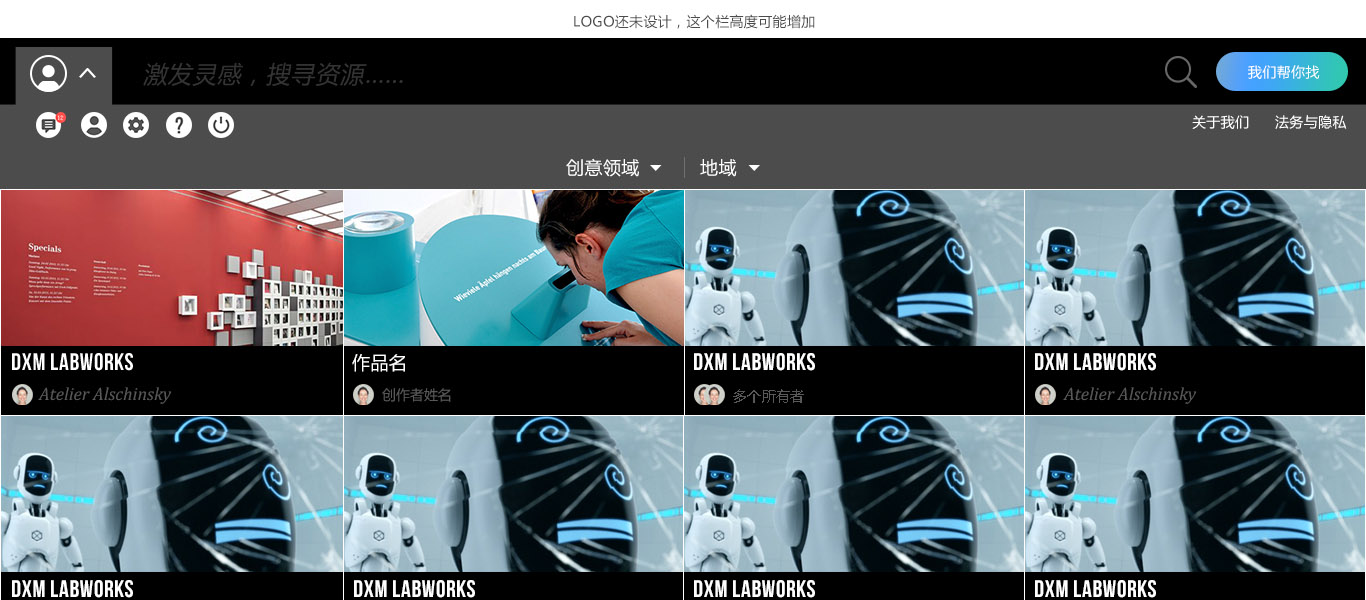 LOGO还未设计，这个栏高度可能增加
激发灵感，搜寻资源......
我们帮你找
12
关于我们 法务与隐私
创意领域 地域
Specials
Wieviele Äpfel hängen nachts am Baum
DXM LABWORKS
Atelier Alschinsky
作品名
创作者姓名
DXM LABWORKS
多个所有者
DXM LABWORKS
Atelier Alschinsky
DXM LABWORKS
DXM LABWORKS
DXM LABWORKS
DXM LABWORKS